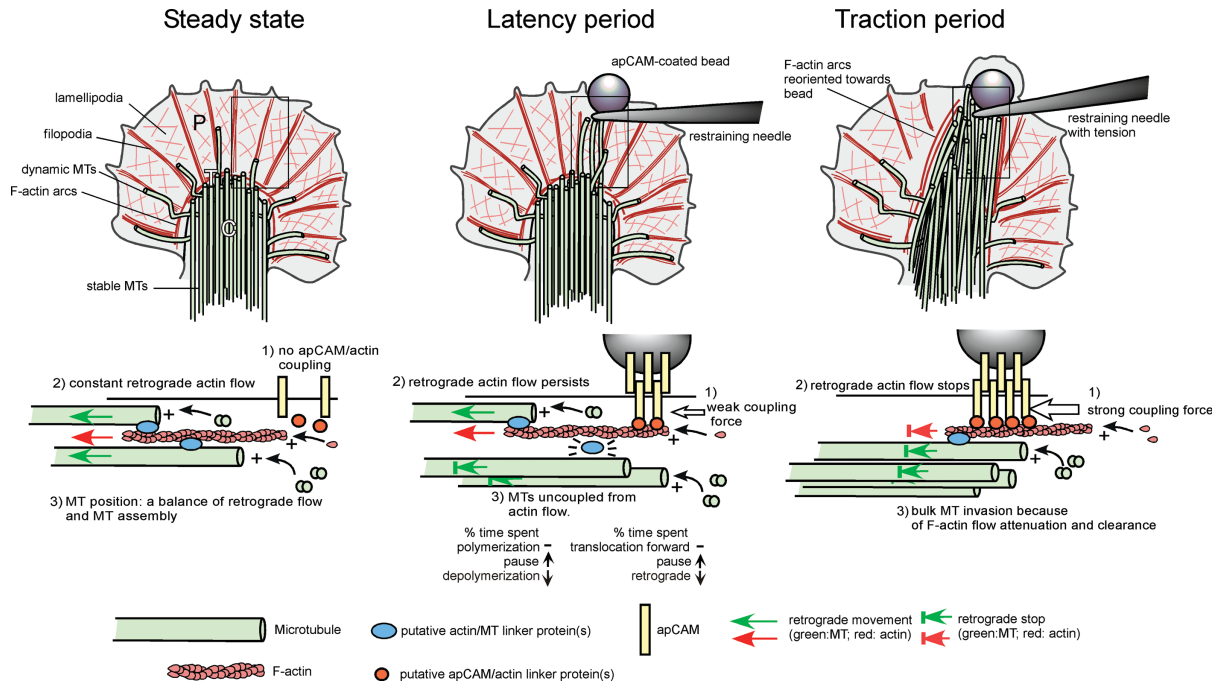 Steady state
Latency period
Traction period
lamellipodia
filopodia
dynamic MTs
F-actin arcs
stable MTs
P
T
C
apCAM-coated bead
restraining needle
F-actin arcs
reoriented towards
bead
restraining needle
with tension
1) no apCAM/actin
coupling
2) constant retrograde actin flow
+
+
+
3) MT position: a balance of retrograde flow
and MT assembly
2) retrograde actin flow persists
1)
weak coupling
force
+
+
+
3) MTs uncoupled from
actin flow.
% time spent
polymerization –
pause
depolymerization
% time spent
translocation forward –
pause
retrograde
2) retrograde actin flow stops
1)
strong coupling force
+
+
3) bulk MT invasion because
of F-actin flow attenuation and clearance
Microtubule
F-actin
putative actin/MT linker protein(s)
putative apCAM/actin linker protein(s)
apCAM
retrograde movement
(green:MT; red: actin)
retrograde stop
(green:MT; red: actin)